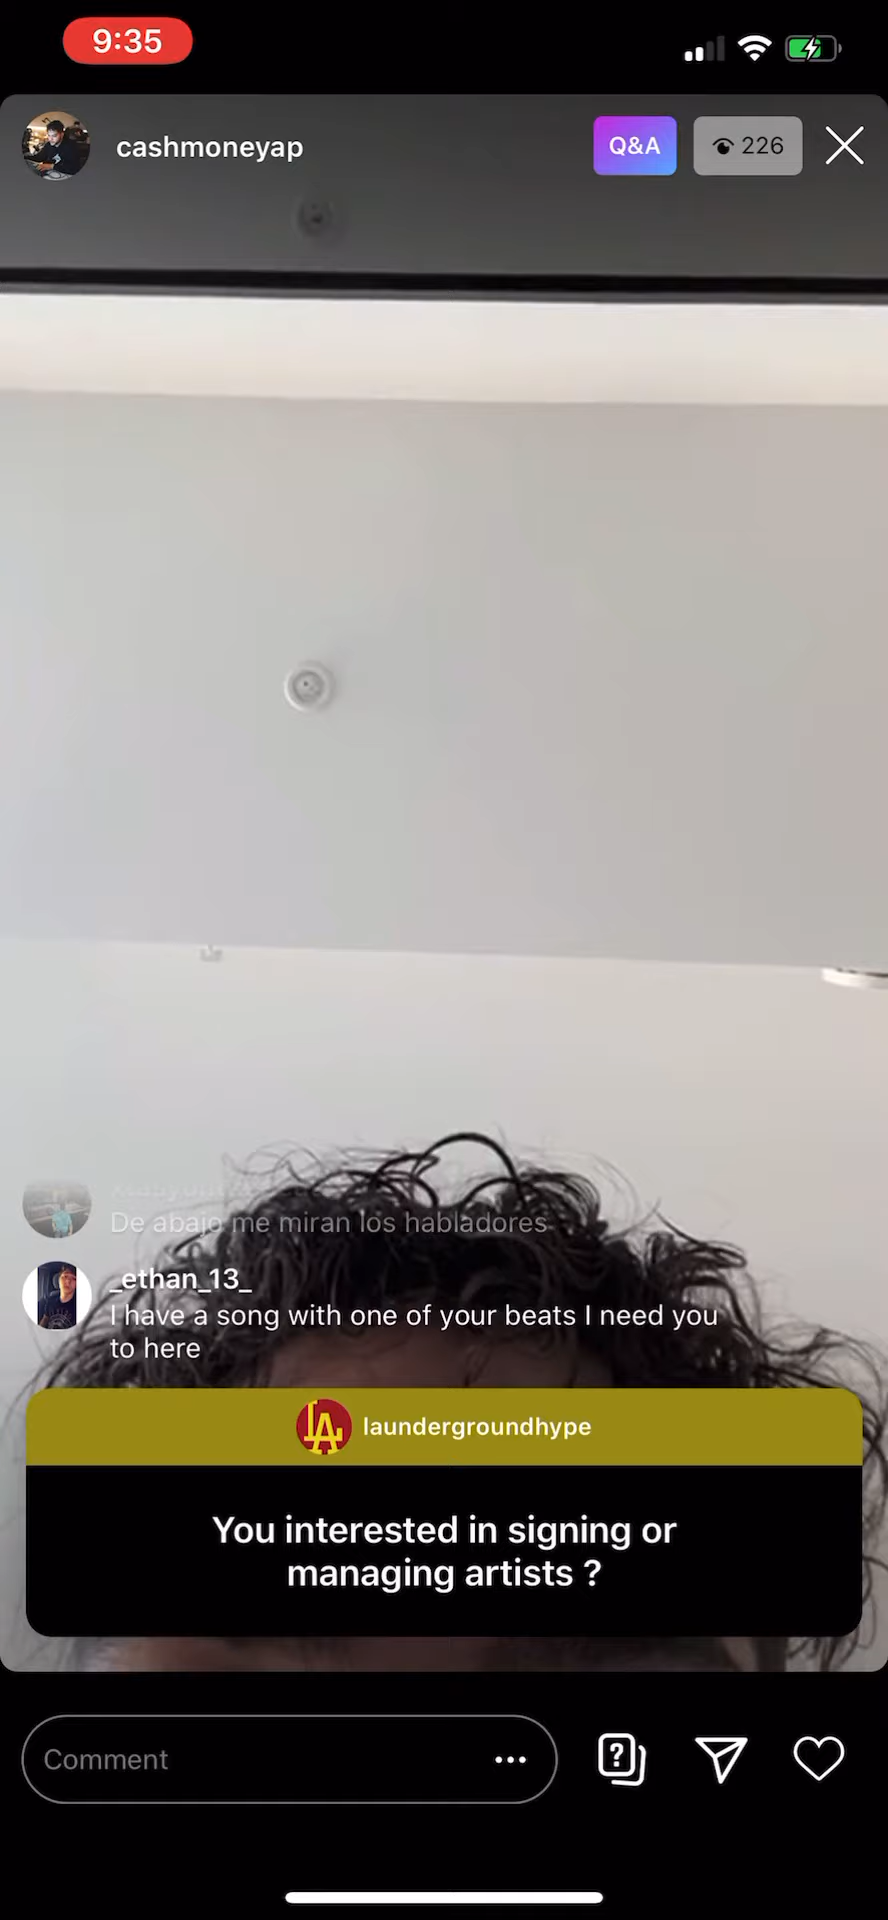 9:35
cashmoneyap
Q&A
226
De abajo me miran los habladores
_ethan_13_
I have a song with one of your beats I need you
to here
LA
laundergroundhype
You interested in signing or
managing artists ?
Comment